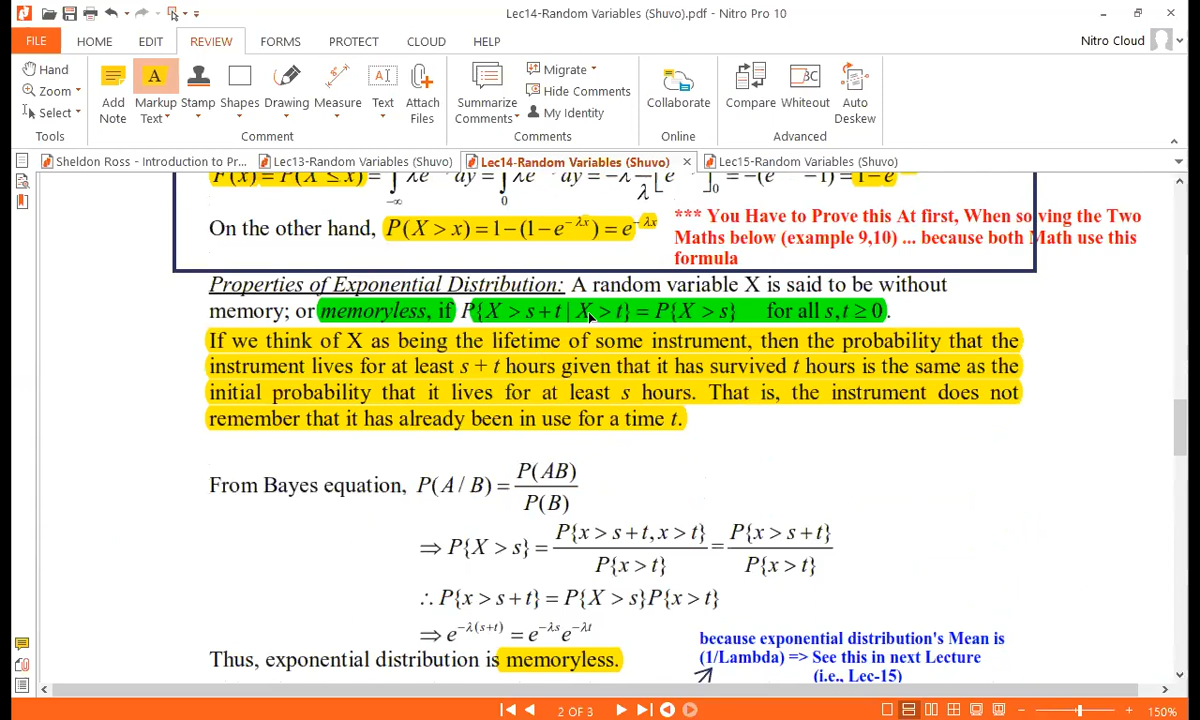 Lec14-Random Variables (Shuvo).pdf - Nitro Pro 10
FILE HOME EDIT REVIEW FORMS PROTECT CLOUD HELP Nitro Cloud
Hand
Zoom
Select
Tools
Add Note
Markup Text
Stamp
Shapes
Drawing
Measure
Text
Attach Files
Comment
Summarize Comments
Migrate
Hide Comments
My Identity
Comments
Collaborate
Online
Compare
Whiteout
Auto Deskew
Advanced
Sheldon Ross - Introduction to Pr... Lec13-Random Variables (Shuvo) Lec14-Random Variables (Shuvo) × Lec15-Random Variables (Shuvo)
On the other hand, P(X > x) = 1 − (1 − e^{−λx}) = e^{−λx}
*** You Have to Prove this At first, When solving the Two
Maths below (example 9,10) ... because both Math use this
formula
Properties of Exponential Distribution: A random variable X is said to be without
memory; or memoryless, if P{X > s + t | X > t} = P{X > s} for all s, t ≥ 0.
If we think of X as being the lifetime of some instrument, then the probability that the
instrument lives for at least s + t hours given that it has survived t hours is the same as the
initial probability that it lives for at least s hours. That is, the instrument does not
remember that it has already been in use for a time t.
From Bayes equation, P(A / B) = P(AB) / P(B)
⇒ P{X > s} = P{x > s + t, x > t} / P{x > t} = P{x > s + t} / P{x > t}
∴ P{x > s + t} = P{X > s}P{x > t}
⇒ e^{−λ(s+t)} = e^{−λs} e^{−λt}
Thus, exponential distribution is memoryless.
because exponential distribution's Mean is
(1/Lambda) => See this in next Lecture
(i.e., Lec-15)
2 OF 3 150%